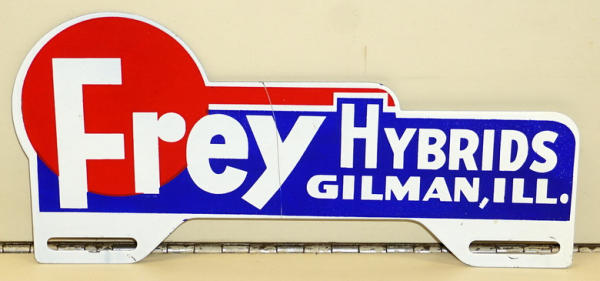 Frey HYBRIDS
GILMAN, ILL.